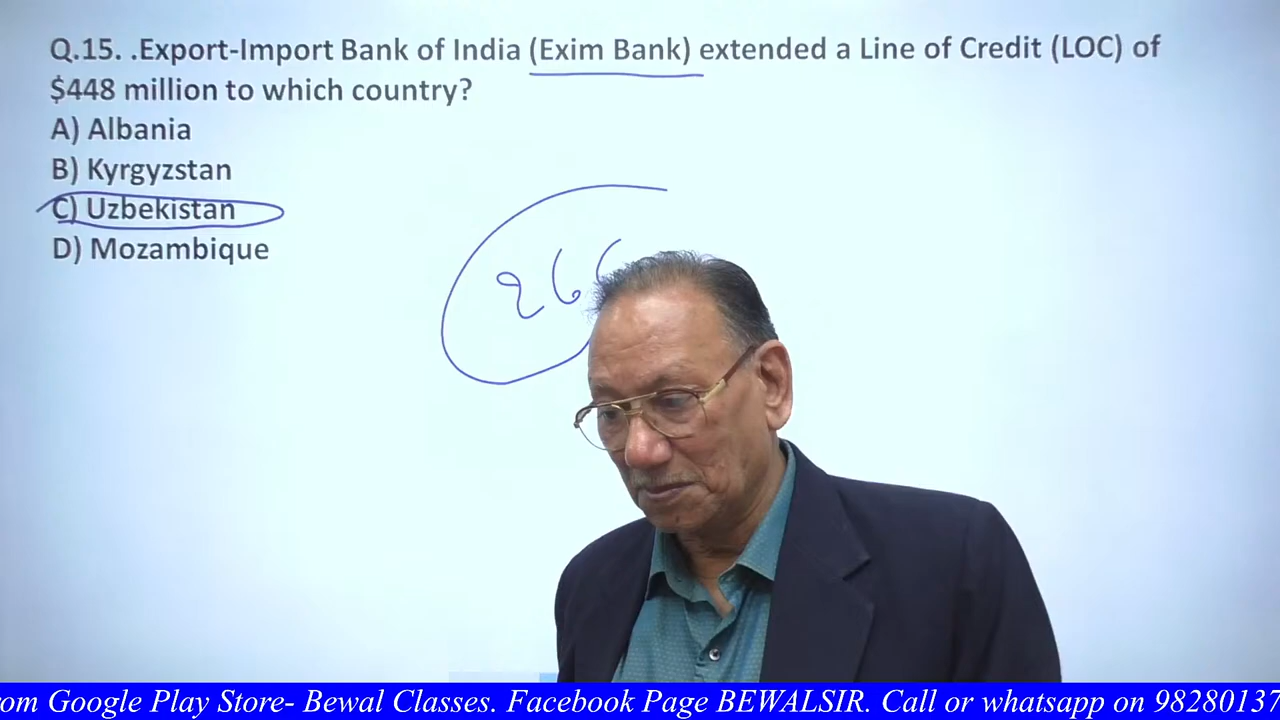 Q.15. .Export-Import Bank of India (Exim Bank) extended a Line of Credit (LOC) of
$448 million to which country?
A) Albania
B) Kyrgyzstan
C) Uzbekistan
D) Mozambique
om Google Play Store- Bewal Classes. Facebook Page BEWALSIR. Call or whatsapp on 98280137